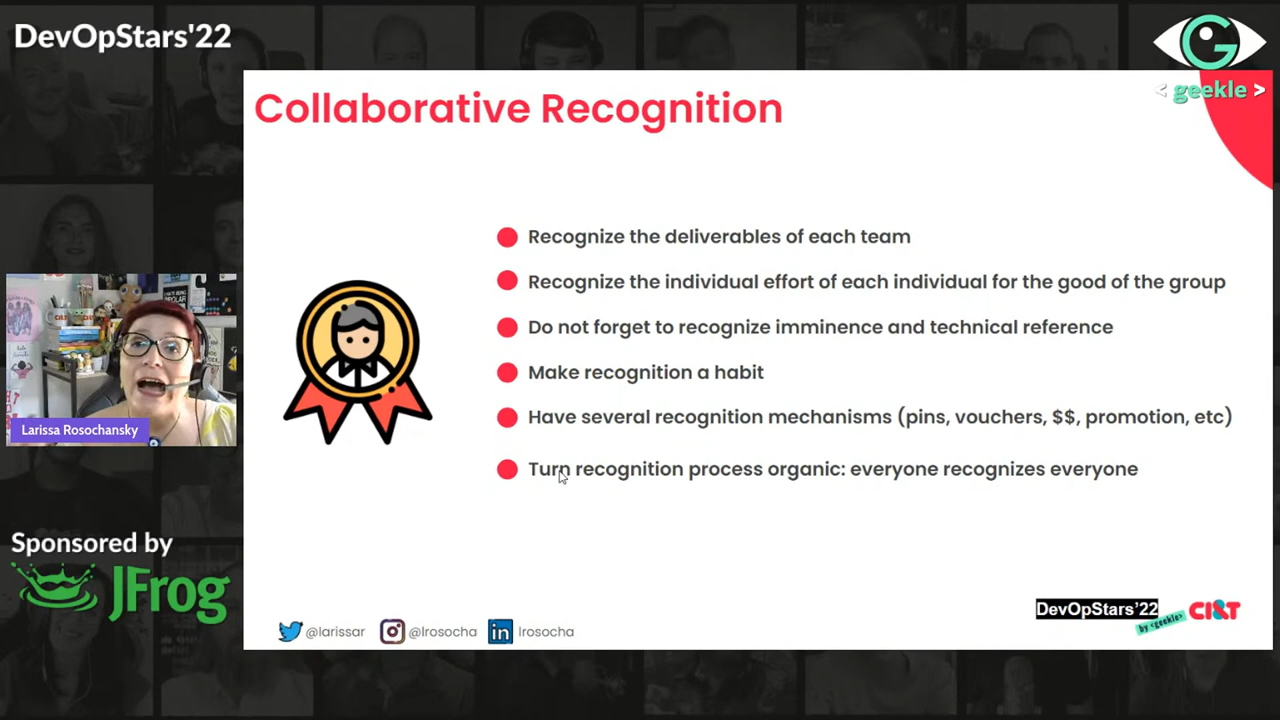 DevOpStars'22
G
< geekle >
Collaborative Recognition
Recognize the deliverables of each team
Recognize the individual effort of each individual for the good of the group
Do not forget to recognize imminence and technical reference
Make recognition a habit
Have several recognition mechanisms (pins, vouchers, $$, promotion, etc)
Turn recognition process organic: everyone recognizes everyone
Larissa Rosochansky
Sponsored by
JFrog
@larissar
@lrosocha
in
lrosocha
DevOpStars'22
by <geekle>
CI&T